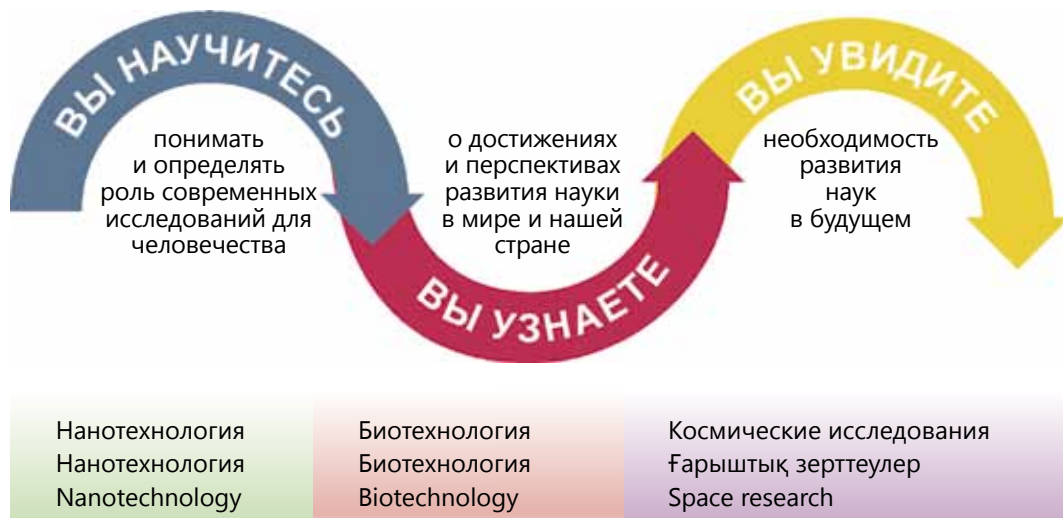 ВЫ НАУЧИТЕСЬ
понимать
и определять
роль современных
исследований для
человечества
ВЫ УЗНАЕТЕ
о достижениях
и перспективах
развития науки
в мире и нашей
стране
ВЫ УВИДИТЕ
необходимость
развития
наук
в будущем
Нанотехнология
Нанотехнология
Nanotechnology
Биотехнология
Биотехнология
Biotechnology
Космические исследования
Ғарыштық зерттеулер
Space research